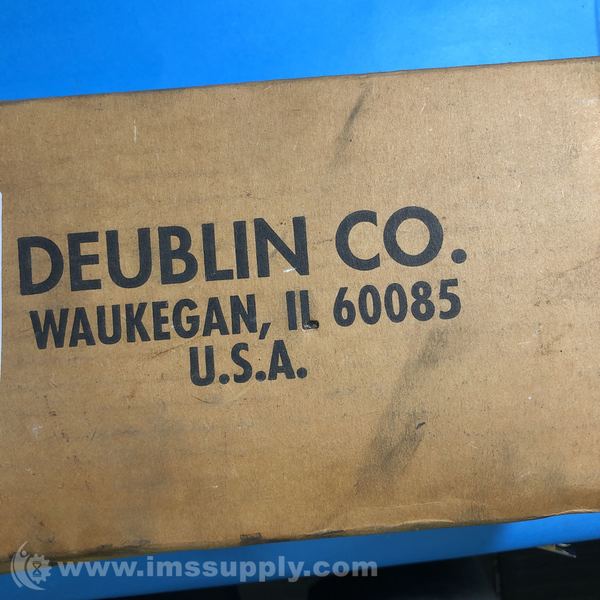 DEUBLIN CO.
WAUKEGAN, IL 60085
U.S.A.
www.imssupply.com